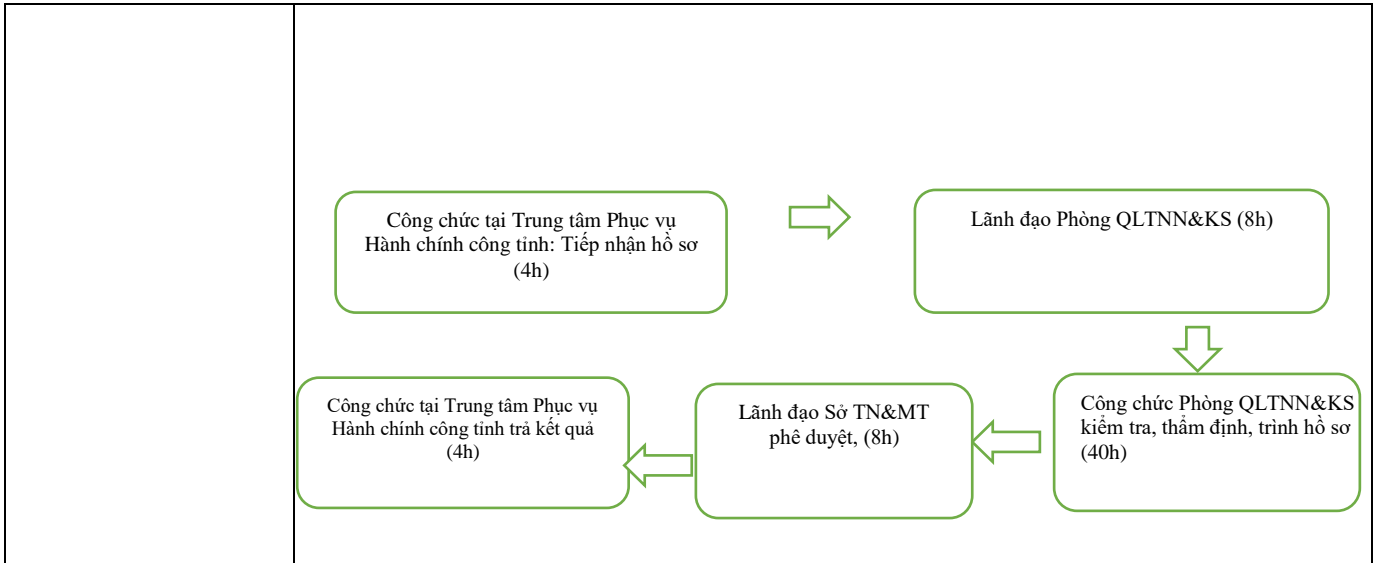 Công chức tại Trung tâm Phục vụ
Hành chính công tỉnh: Tiếp nhận hồ sơ
(4h)
Lãnh đạo Phòng QLTNN&KS (8h)
Công chức Phòng QLTNN&KS
kiểm tra, thẩm định, trình hồ sơ
(40h)
Lãnh đạo Sở TN&MT
phê duyệt, (8h)
Công chức tại Trung tâm Phục vụ
Hành chính công tỉnh trả kết quả
(4h)